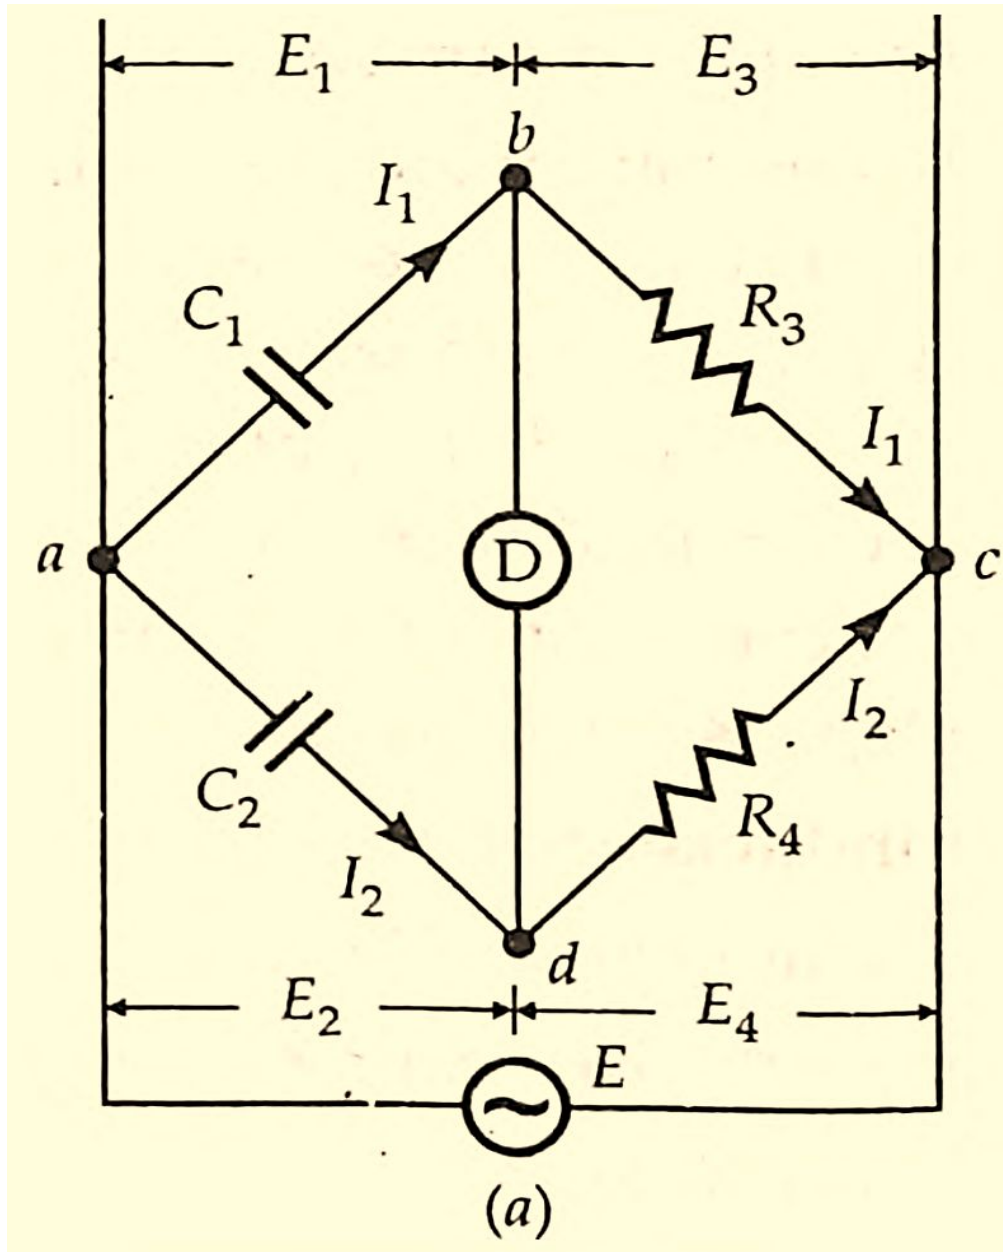 E₁ E₃
b
I₁
C₁ R₃
I₁
a D c
I₂
C₂ R₄
I₂
d
E₂ E₄
E
(a)